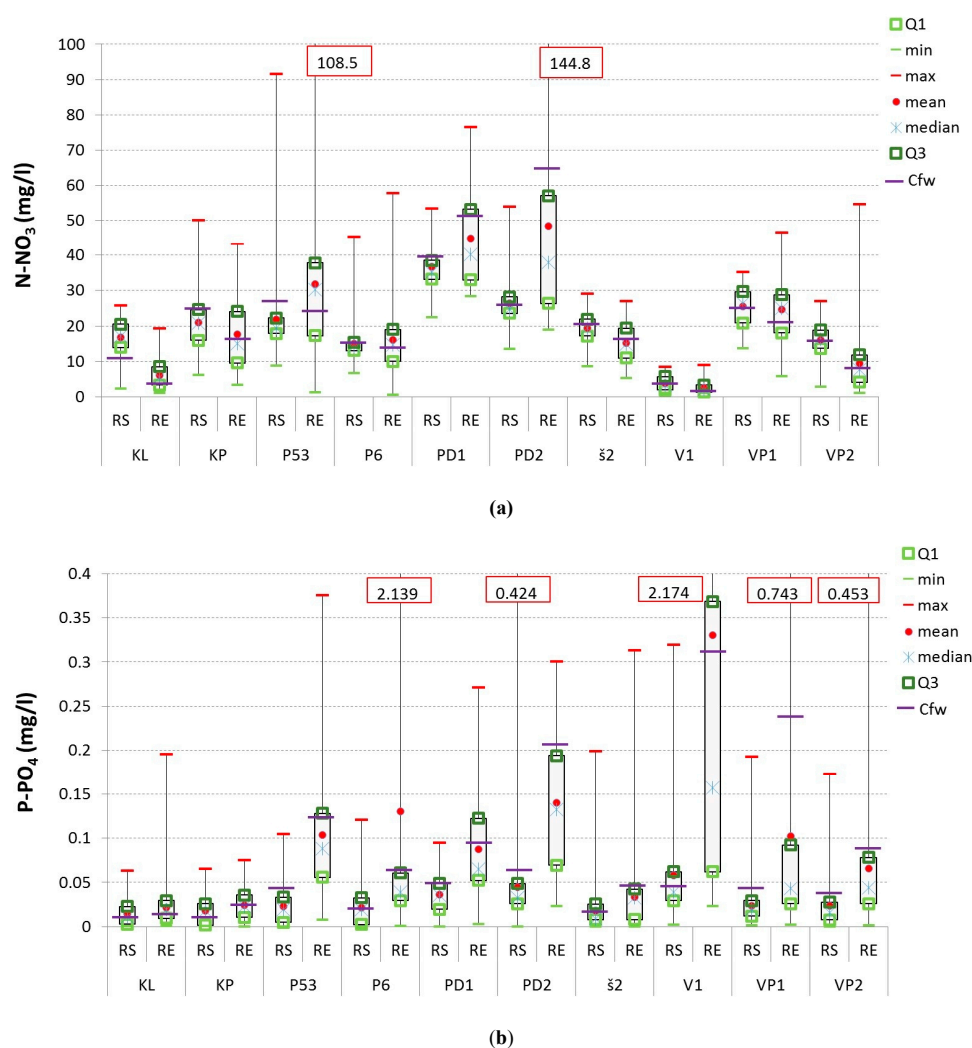 Q1
min
max
mean
median
Q3
Cfw
N-NO3 (mg/l)
100
90
80
70
60
50
40
30
20
10
0
108.5
144.8
RS RE RS RE RS RE RS RE RS RE RS RE RS RE RS RE RS RE RS RE
KL KP P53 P6 PD1 PD2 š2 V1 VP1 VP2
(a)
Q1
min
max
mean
median
Q3
Cfw
P-PO4 (mg/l)
0.4
0.35
0.3
0.25
0.2
0.15
0.1
0.05
0
2.139
0.424
2.174
0.743
0.453
RS RE RS RE RS RE RS RE RS RE RS RE RS RE RS RE RS RE RS RE
KL KP P53 P6 PD1 PD2 š2 V1 VP1 VP2
(b)